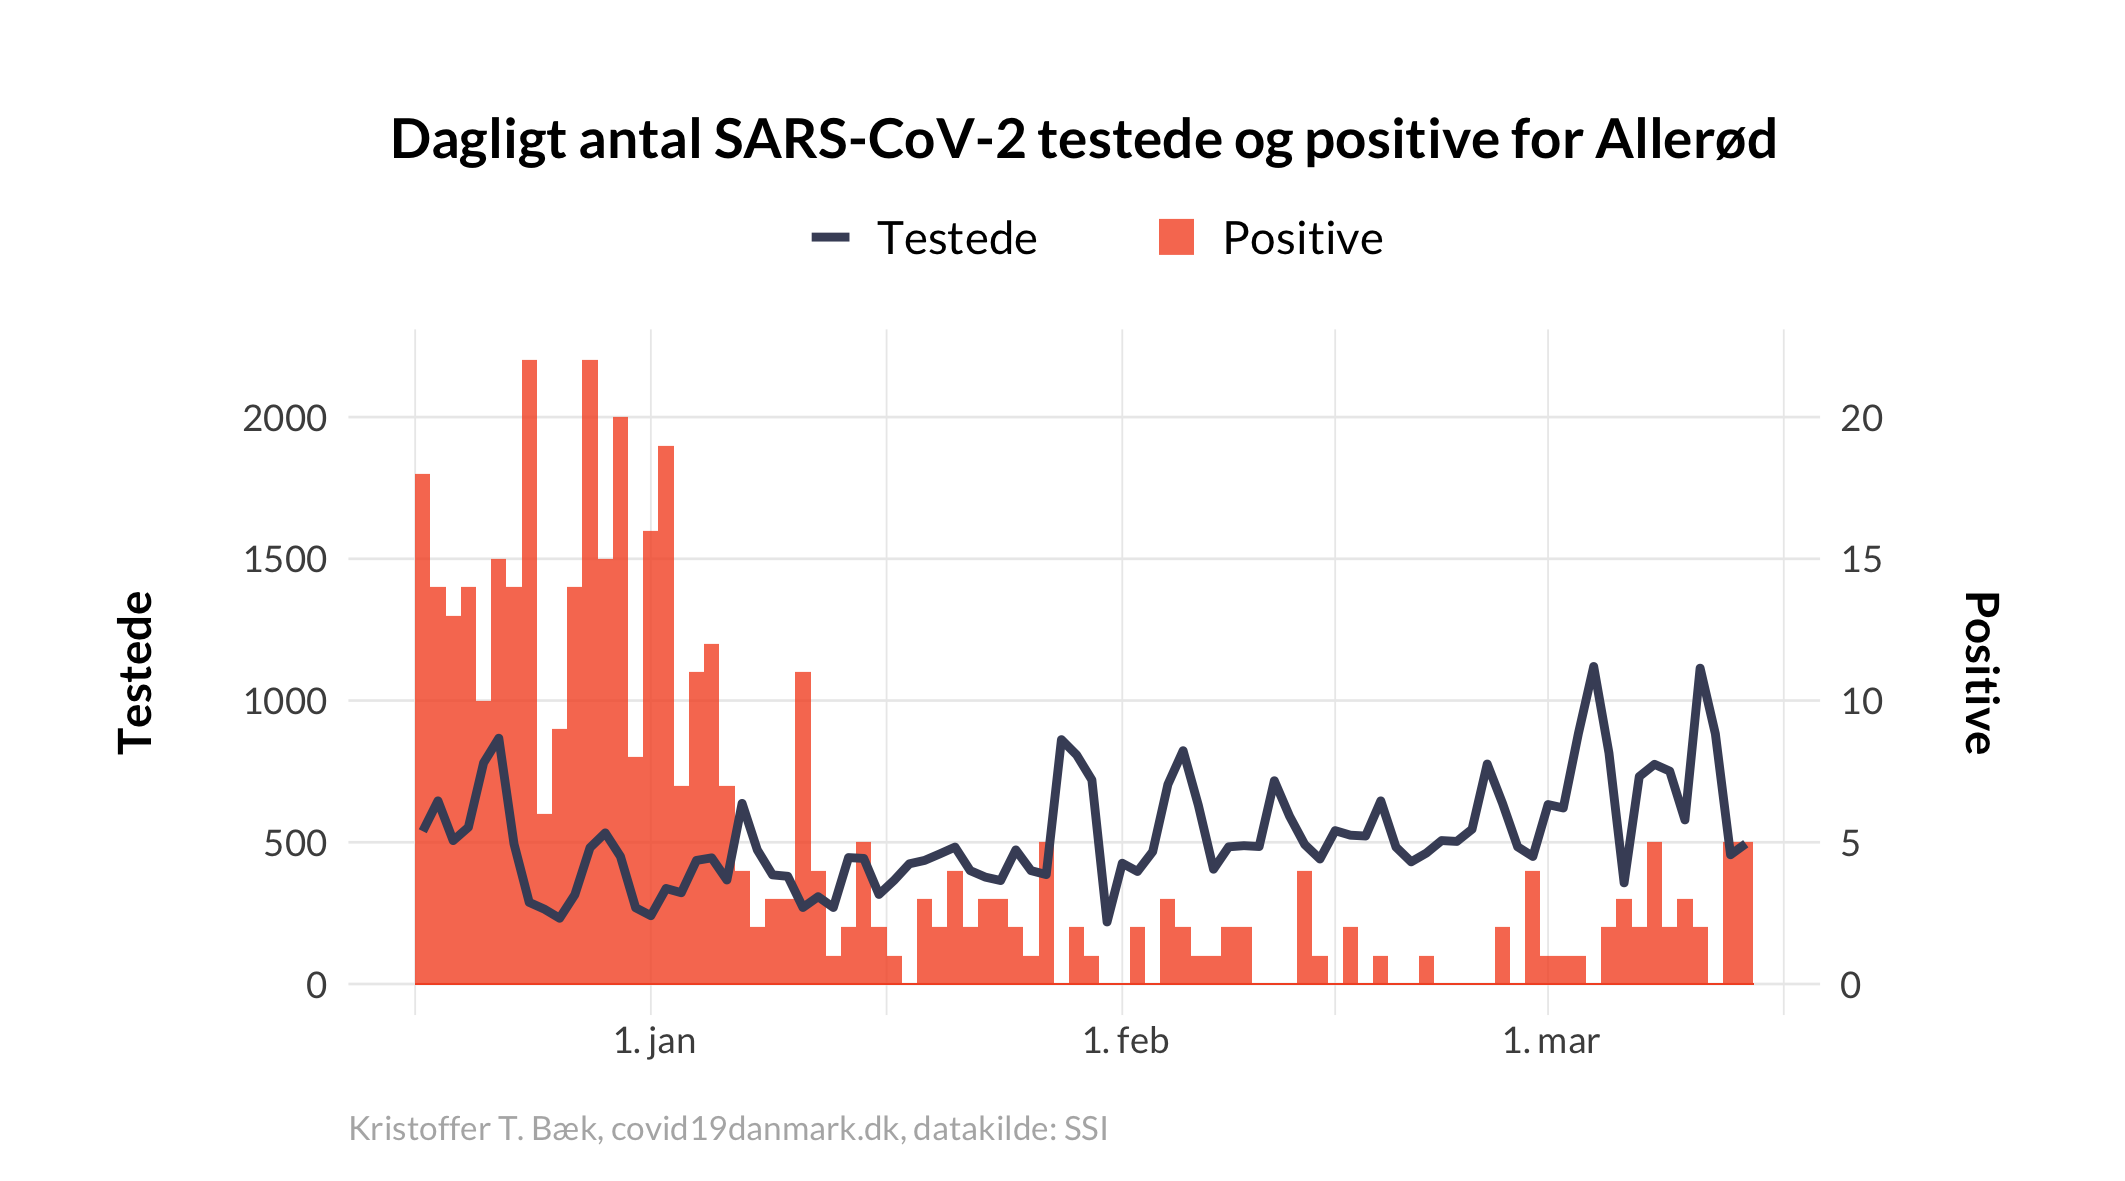 Dagligt antal SARS-CoV-2 testede og positive for Allerød
Testede Positive
2000 20
1500 15
1000 10
500 5
0 0
Testede
Positive
1. jan 1. feb 1. mar
Kristoffer T. Bæk, covid19danmark.dk, datakilde: SSI